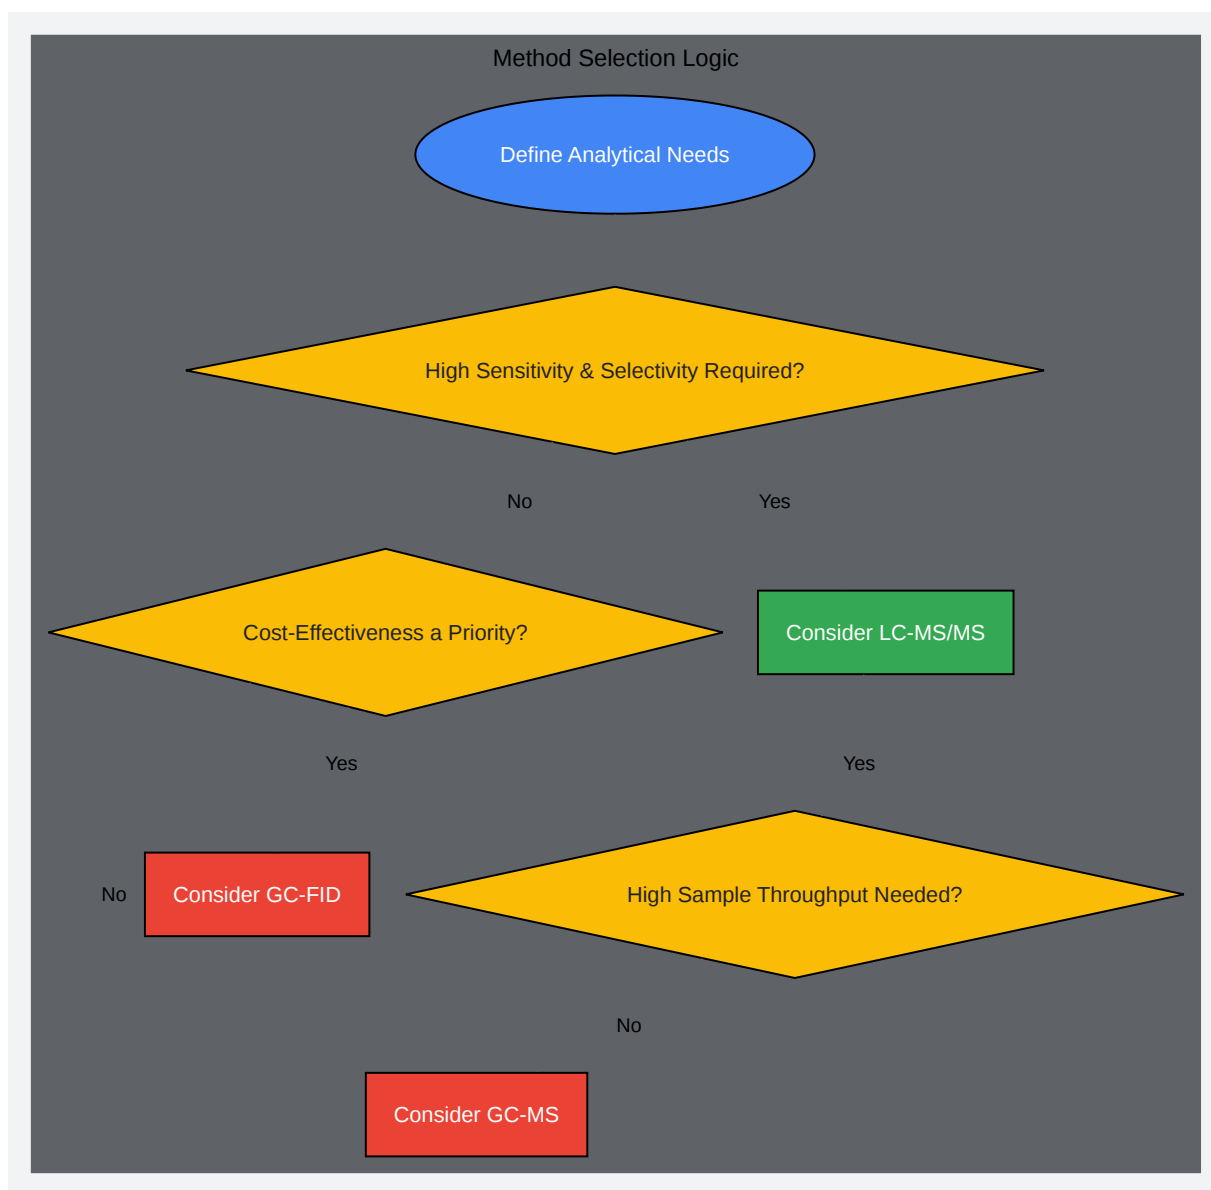 Method Selection Logic
Define Analytical Needs
High Sensitivity & Selectivity Required?
No
Yes
Cost-Effectiveness a Priority?
Consider LC-MS/MS
Yes
Yes
No
Consider GC-FID
High Sample Throughput Needed?
No
Consider GC-MS